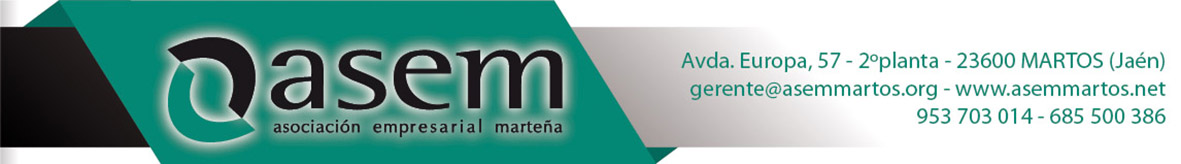 asem
asociación empresarial marteña
Avda. Europa, 57 - 2ºplanta - 23600 MARTOS (Jaén)
gerente@asemmartos.org - www.asemmartos.net
953 703 014 - 685 500 386